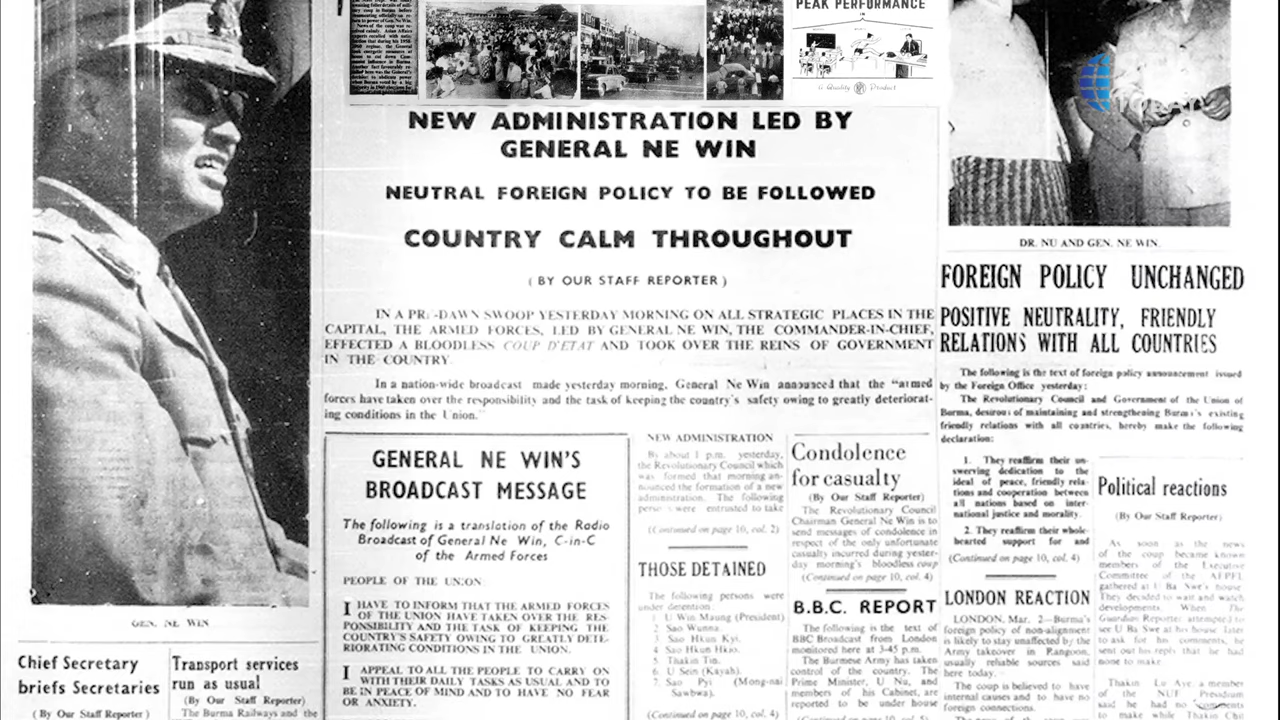 PEAK PERFORMANCE
IN
A Quality Product
TOPAD
NEW ADMINISTRATION LED BY
GENERAL NE WIN
NEUTRAL FOREIGN POLICY TO BE FOLLOWED
COUNTRY CALM THROUGHOUT
( BY OUR STAFF REPORTER )
IN A PRE-DAWN SWOOP YESTERDAY MORNING ON ALL STRATEGIC PLACES IN THE
CAPITAL, THE ARMED FORCES, LED BY GENERAL NE WIN, THE COMMANDER-IN-CHIEF,
EFFECTED A BLOODLESS COUP D'ETAT AND TOOK OVER THE REINS OF GOVERNMENT
IN THE COUNTRY.
In a nation-wide broadcast made yesterday morning, General Ne Win announced that the "armed
forces have taken over the responsibility and the task of keeping the country's safety owing to greatly deteriorat-
ing conditions in the Union."
GEN. NE WIN
Chief Secretary
briefs Secretaries
( By Our Staff Reporter )
Transport services
run as usual
(By Our Staff Reporter)
The Burma Railways and the
GENERAL NE WIN'S
BROADCAST MESSAGE
The following is a translation of the Radio
Broadcast of General Ne Win, C-in-C
of the Armed Forces
PEOPLE OF THE UNION
I HAVE TO INFORM THAT THE ARMED FORCES
OF THE UNION HAVE TAKEN OVER THE RES-
PONSIBILITY AND THE TASK OF KEEPING THE
COUNTRY'S SAFETY OWING TO GREATLY DETE-
RIORATING CONDITIONS IN THE UNION.
I APPEAL TO ALL THE PEOPLE TO CARRY ON
WITH THEIR DAILY TASKS AS USUAL AND TO
BE IN PEACE OF MIND AND TO HAVE NO FEAR
OR ANXIETY.
NEW ADMINISTRATION
By about 1 p.m. yesterday,
the Revolutionary Council which
was formed that morning an-
nounced the formation of a new
administration. The following
persons were entrusted to take
(Continued on page 10, col. 2)
THOSE DETAINED
The following persons were
under detention:
1 U Win Maung (President)
2 Sao Wunna
3 Sao Hkun Kyi.
4 Sao Hkun Hkio.
5. Thakin Tin.
6. U Sein (Kayah).
7. Sao Pyi (Mong-nai
Sawbwa).
(Continued on page 10, col. 4)
Condolence
for casualty
(By Our Staff Reporter)
The Revolutionary Council
Chairman General Ne Win is to
send messages of condolence in
respect of the only unfortunate
casualty incurred during yester-
day morning's bloodless coup
(Continued on page 10, col. 4)
B.B.C. REPORT
The following is the text of
BBC Broadcast from London
monitored here at 3-45 p.m.
The Burmese Army has taken
control of the country. The
Prime Minister, U Nu, and
members of his Cabinet, are
reported to be under house
DR. NU AND GEN. NE WIN.
FOREIGN POLICY UNCHANGED
POSITIVE NEUTRALITY, FRIENDLY
RELATIONS WITH ALL COUNTRIES
The following is the text of foreign policy announcement issued
by the Foreign Office yesterday:
The Revolutionary Council and Government of the Union of
Burma, desirous of maintaining and strengthening Burma's existing
friendly relations with all countries, hereby make the following
declaration:
1. They reaffirm their un-
swerving dedication to the
ideal of peace, friendly rela-
tions and cooperation between
all nations based on inter-
national justice and morality.
2. They reaffirm their whole-
hearted support for and
(Continued on page 10, col. 4)
LONDON REACTION
LONDON, Mar. 2—Burma's
foreign policy of non-alignment
is likely to stay unaffected by the
Army takeover in Rangoon,
usually reliable sources said
here today.
The coup is believed to have
internal causes and to have no
foreign connections.
Political reactions
(By Our Staff Reporter)
As soon as the news
of the coup became known
members of the Executive
Committee of the AFPFL
gathered at U Ba Swe's house.
They decided to wait and watch
developments. When The
Guardian Reporter attempted to
see U Ba Swe at his house later
to ask for his comments, he
sent out his reply that he had
none to make.
Thakin Lu Aye, a member
of the NUF Presidium
said he had no comments
to make while Thakin Chit